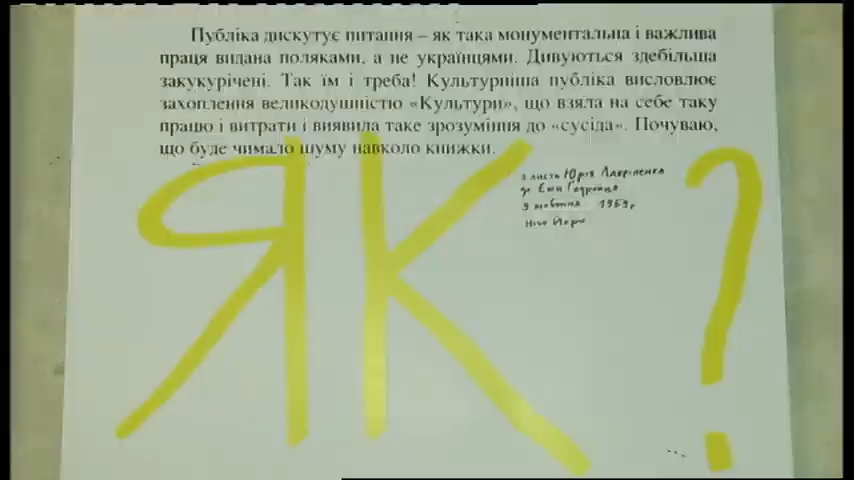 Публіка дискутує питання – як така монументальна і важлива
праця видана поляками, а не українцями. Дивуються здебільша
закукурічені. Так їм і треба! Культурніша публіка висловлює
захоплення великодушністю «Культури», що взяла на себе таку
працю і витрати і виявила таке зрозуміння до «сусіда». Почуваю,
що буде чимало шуму навколо книжки.
з листа Юрія Лавріненка
до Єжи Ґедройця
9 жовтня 1959 р
Нью Йорк
ЯК?